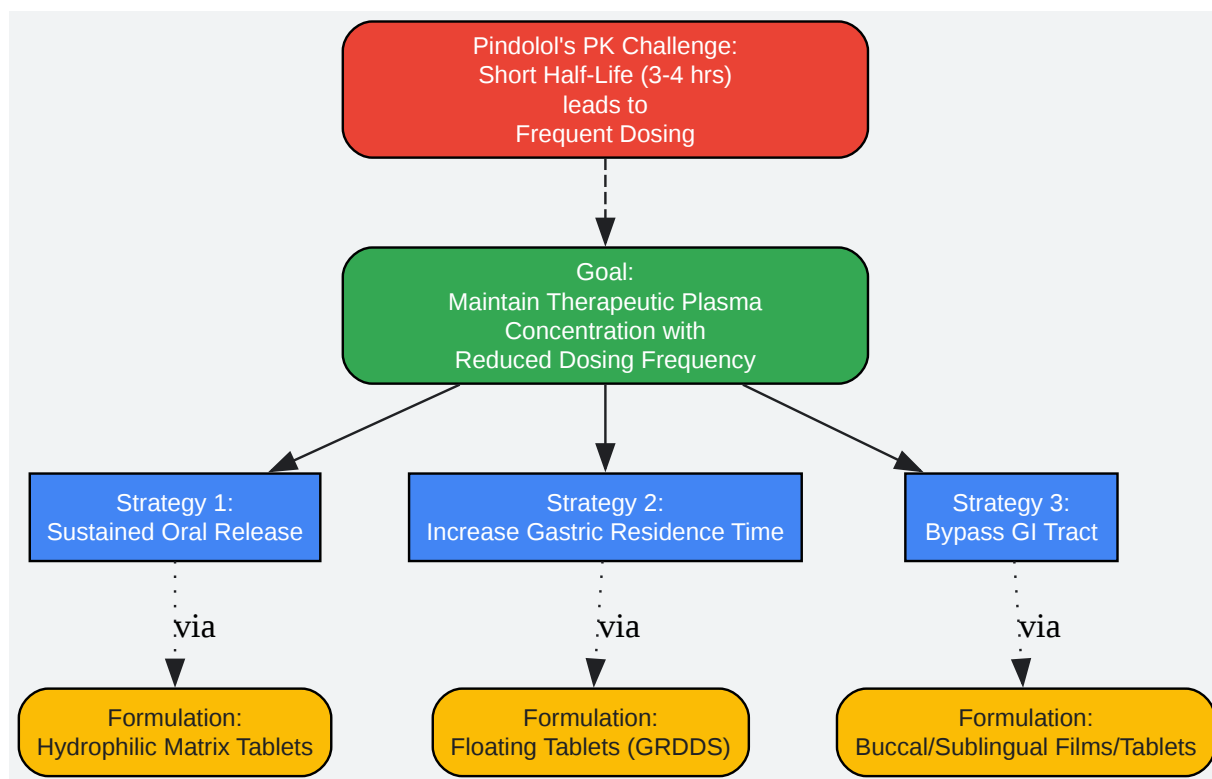 Pindolol's PK Challenge:
Short Half-Life (3-4 hrs)
leads to
Frequent Dosing
Goal:
Maintain Therapeutic Plasma
Concentration with
Reduced Dosing Frequency
Strategy 1:
Sustained Oral Release
Strategy 2:
Increase Gastric Residence Time
Strategy 3:
Bypass GI Tract
via
via
via
Formulation:
Hydrophilic Matrix Tablets
Formulation:
Floating Tablets (GRDDS)
Formulation:
Buccal/Sublingual Films/Tablets